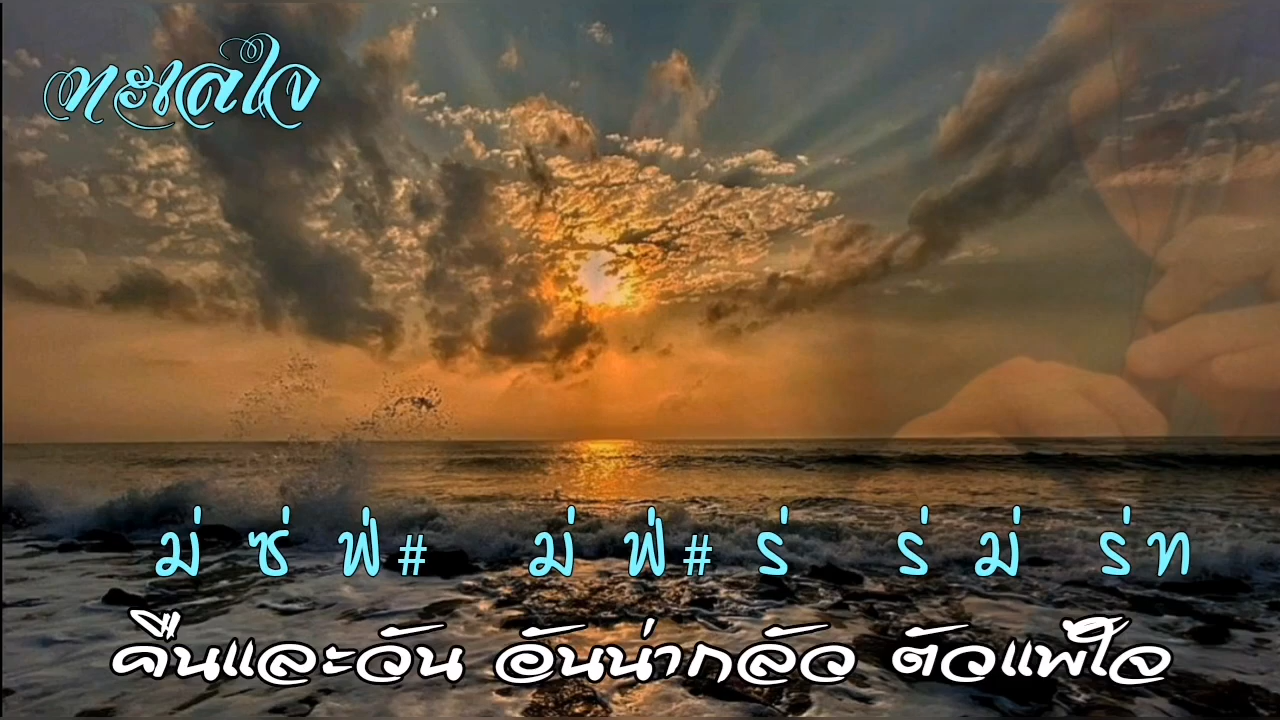 ทะเลใจ
ม่ ซ่ ฟ่# ม่ ฟ่# ร่ ร่ ม่ ร่ท
คืนและวัน อันน่ากลัว ตัวแพ้ใจ